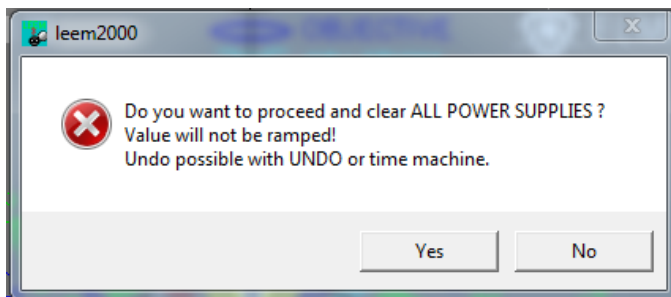 leem2000
OBJECTIVE
Do you want to proceed and clear ALL POWER SUPPLIES ?
Value will not be ramped!
Undo possible with UNDO or time machine.
Yes
No